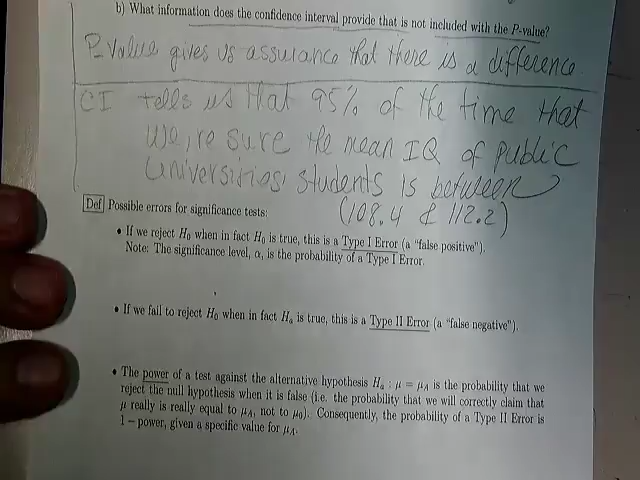 b) What information does the confidence interval provide that is not included with the P-value?
P-value gives us assurance that there is a difference
CI tells us that 95% of the time that
we're sure the mean IQ of public
universities' students is between
(108.4 & 112.2)
Def Possible errors for significance tests:
• If we reject H₀ when in fact H₀ is true, this is a Type I Error (a "false positive").
Note: The significance level, α, is the probability of a Type I Error.
• If we fail to reject H₀ when in fact Hₐ is true, this is a Type II Error (a "false negative").
• The power of a test against the alternative hypothesis Hₐ : μ = μ_A is the probability that we
reject the null hypothesis when it is false (i.e. the probability that we will correctly claim that
μ really is really equal to μ_A, not to μ₀). Consequently, the probability of a Type II Error is
1 − power, given a specific value for μ_A.